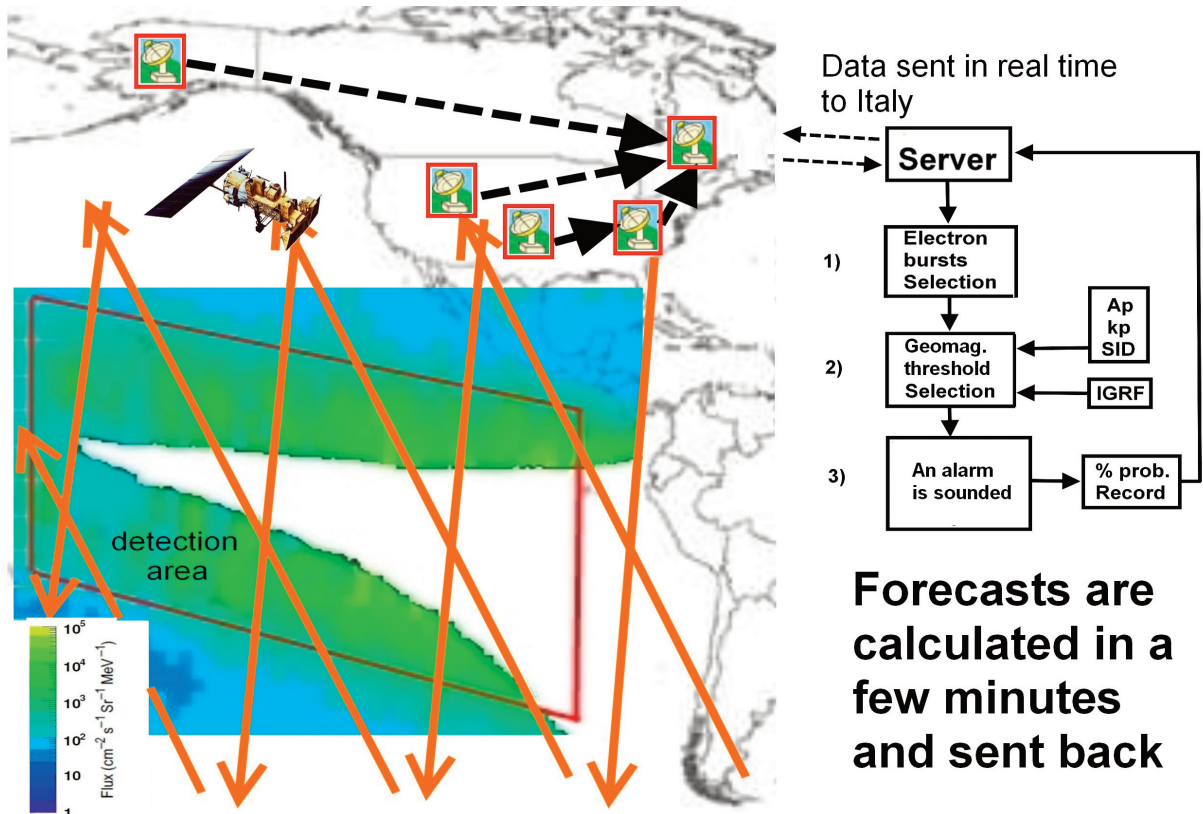 Data sent in real time
to Italy
Server
1)
Electron
bursts
Selection
2)
Geomag.
threshold
Selection
Ap
kp
SID
IGRF
3)
An alarm
is sounded
% prob.
Record
detection
area
10⁵
10⁴
10³
10²
10
1
Flux (cm⁻² s⁻¹ Sr⁻¹ MeV⁻¹)
Forecasts are
calculated in a
few minutes
and sent back